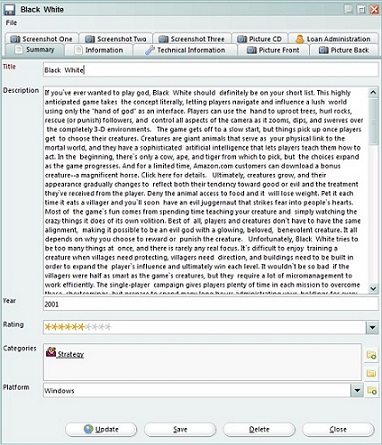 Black  White
File
Screenshot One Screenshot Two Screenshot Three Picture CD Loan Administration
Summary Information Technical Information Picture Front Picture Back
Title
Black  White
Description
If you've ever wanted to play god, Black  White  should  definitely be on your short list. This highly
anticipated game takes  the concept literally, letting players navigate and influence a lush  world
using only the "hand of god" as an interface. Players can use the  hand to uproot trees, hurl rocks,
rescue (or punish) followers, and  control all aspects of the camera as it zooms, dips, and swerves over
the completely 3-D environments.   The game gets off to a slow start, but things pick up once players
get  to choose their creatures. Creatures are giant animals that serve as  your physical link to the
mortal world, and they have a sophisticated  artificial intelligence that lets players teach them how to
act. In the  beginning, there's only a cow, ape, and tiger from which to pick, but the choices expand
as the game progresses. And for a limited time, Amazon.com customers can download a bonus
creature--a magnificent horse. Click here for details.   Ultimately, creatures grow, and their
appearance gradually changes to  reflect both their tendency toward good or evil and the treatment
they've received from the player. Deny the animal access to food and it  will lose weight. Pet it each
time it eats a villager and you'll soon  have an evil juggernaut that strikes fear into people's hearts.
Most of  the game's fun comes from spending time teaching your creature and  simply watching the
crazy things it does of its own volition. Best of  all, players and creatures don't have to have the same
alignment,  making it possible to be an evil god with a glowing, beloved,  benevolent creature. It all
depends on why you choose to reward or  punish the creature.   Unfortunately, Black  White tries to
be too many things at  once, and there is rarely any real focus. It's difficult to enjoy  training a
creature when villages need protecting, villagers need  direction, and buildings need to be built in
order to expand the  player's influence and ultimately win each level. It wouldn't be so bad  if the
villagers were half as smart as the game's creatures, but they  require a lot of micromanagement to
work efficiently. The single-player  campaign gives players plenty of time in each mission to overcome
these  shortcomings, but prepare to spend many long hours administrating your  holdings for every
Year
2001
Rating
Categories
Strategy
Platform
Windows
Update Save Delete Close